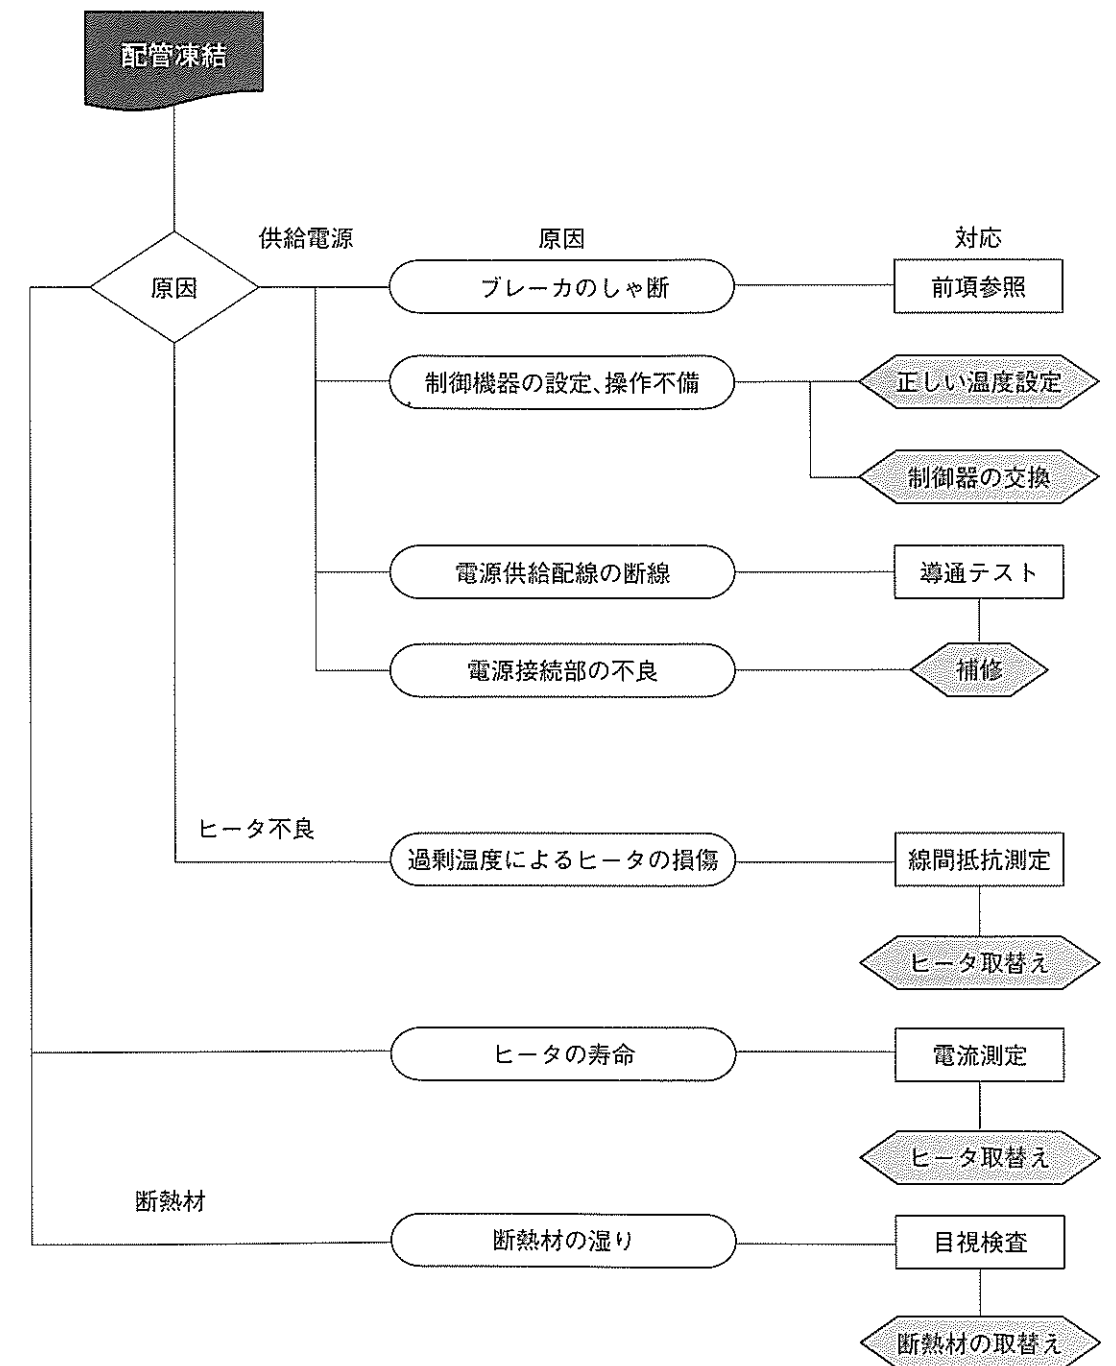 配管凍結
供給電源 原因 対応
原因 ブレーカのしゃ断 前項参照
制御機器の設定、操作不備 正しい温度設定
制御器の交換
電源供給配線の断線 導通テスト
電源接続部の不良 補修
ヒータ不良
過剰温度によるヒータの損傷 線間抵抗測定
ヒータ取替え
ヒータの寿命 電流測定
ヒータ取替え
断熱材
断熱材の湿り 目視検査
断熱材の取替え